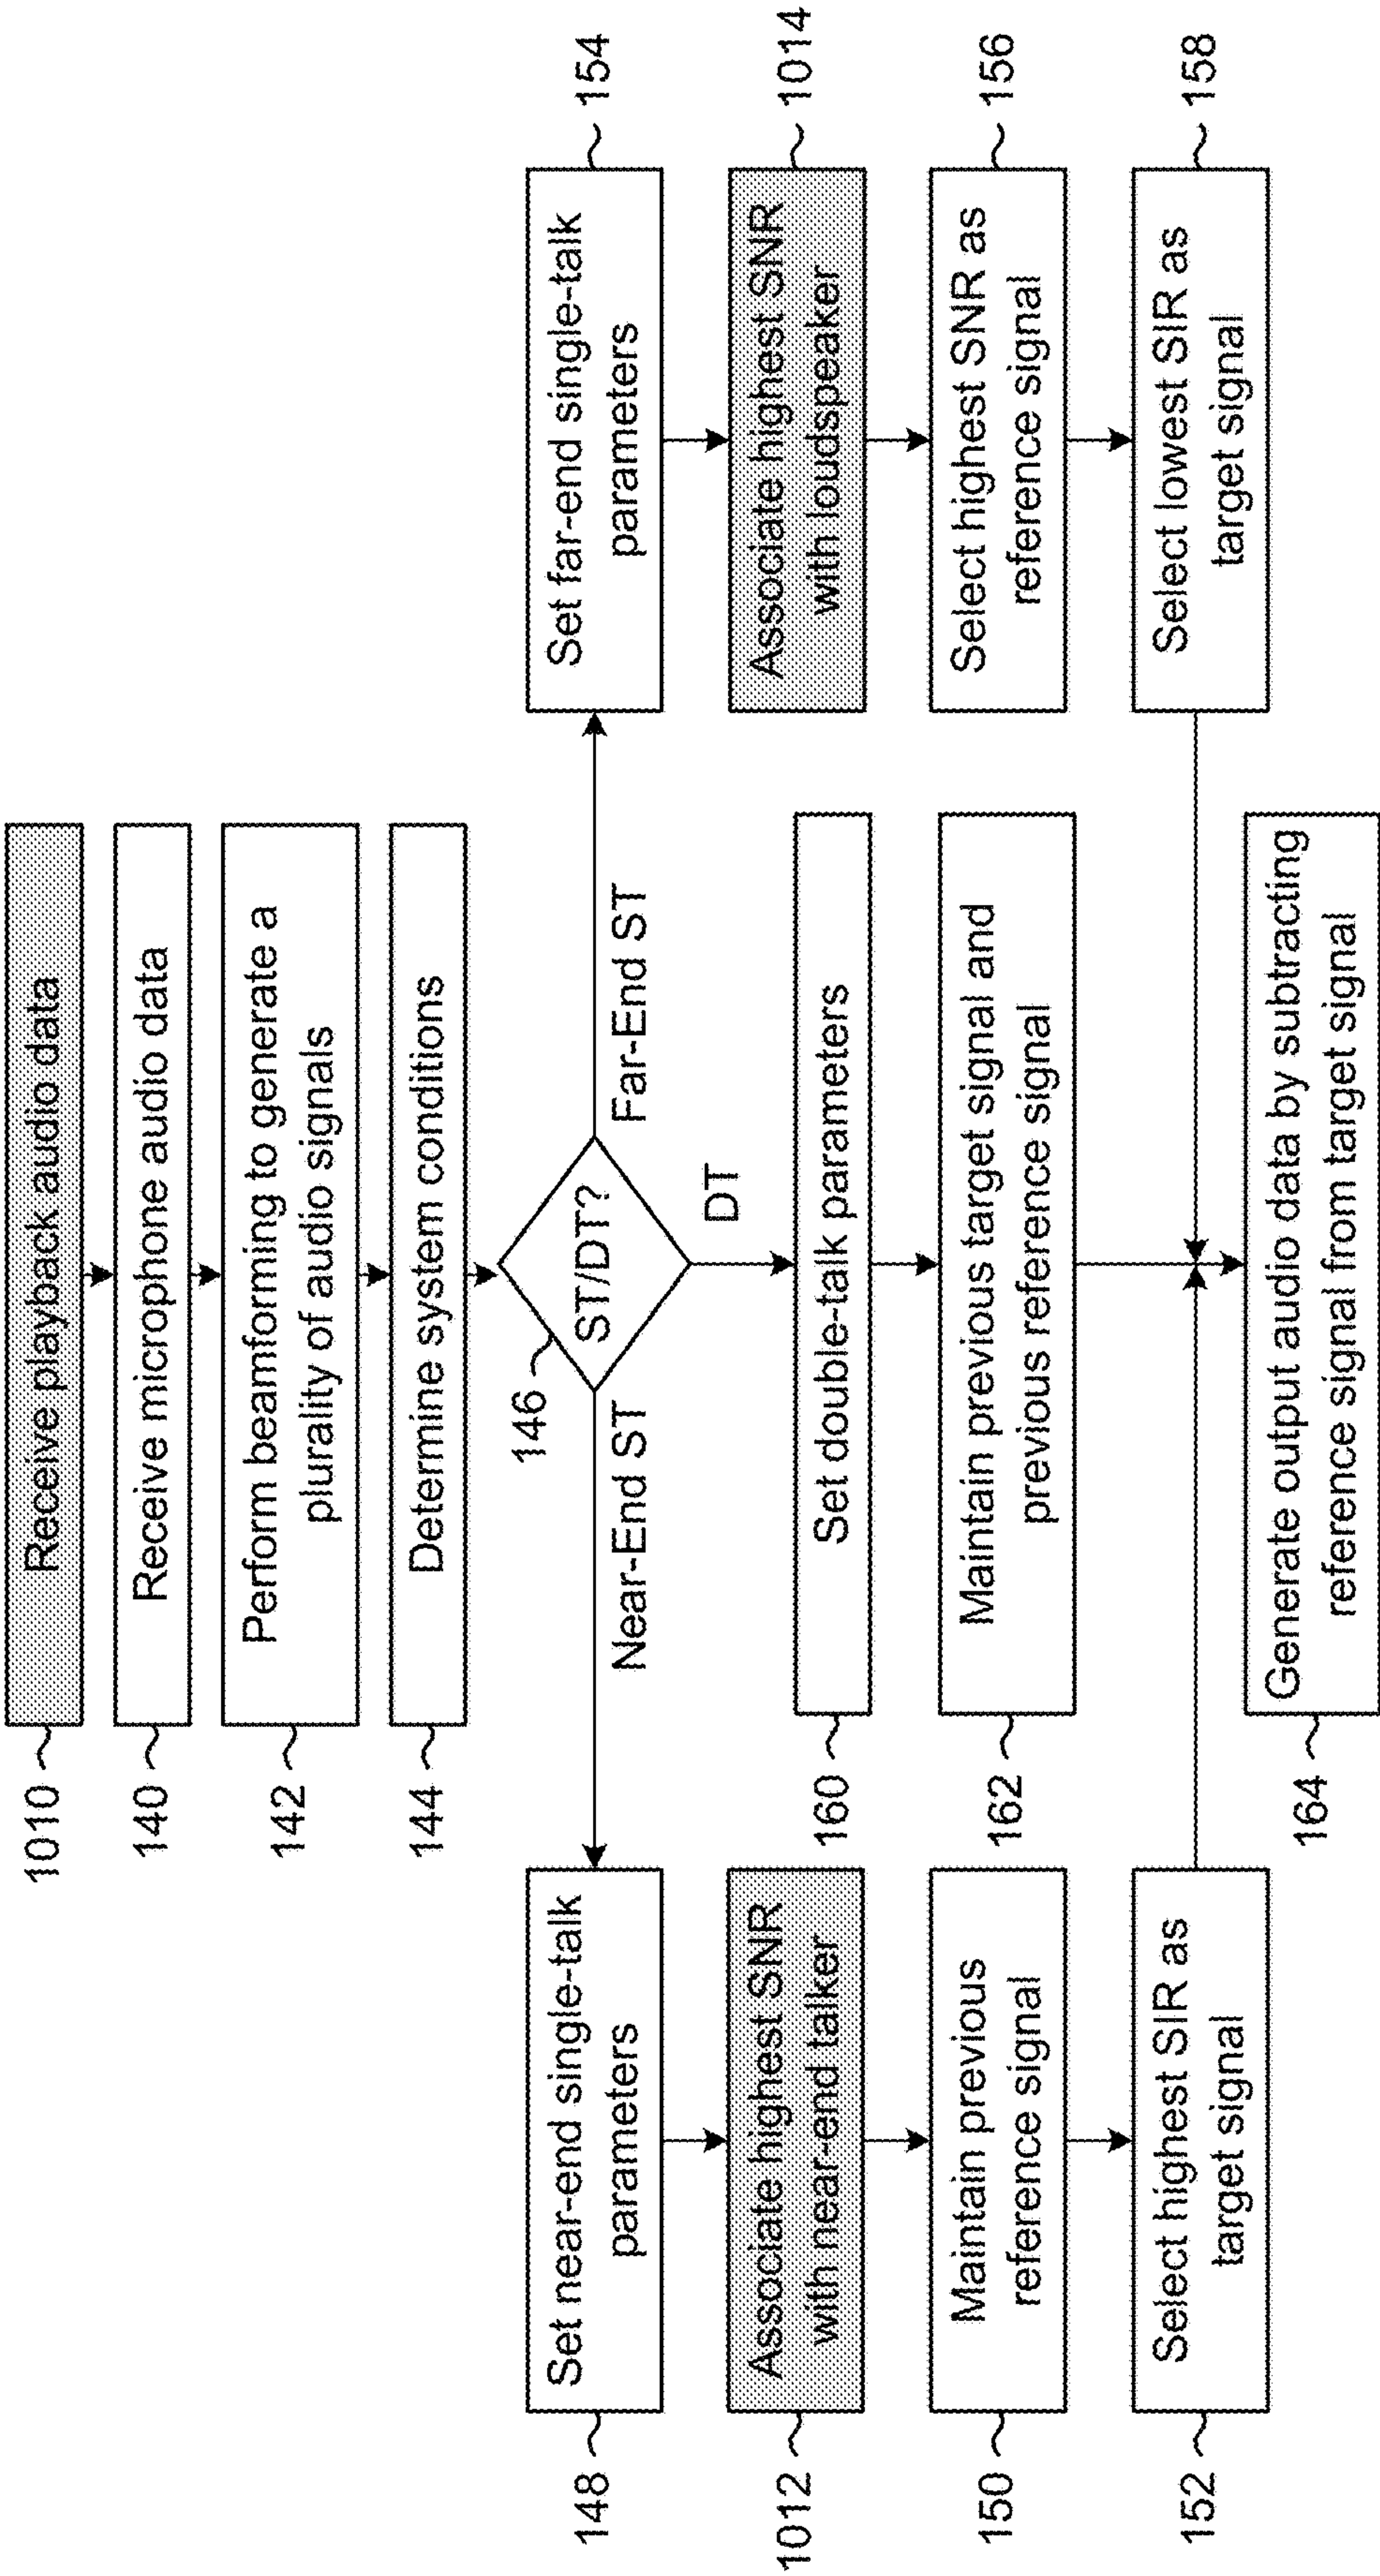 1010
Receive playback audio data
140
Receive microphone audio data
142
Perform beamforming to generate a
plurality of audio signals
144
Determine system conditions
146
ST/DT?
Near-End ST
Far-End ST
DT
148
Set near-end single-talk
parameters
1012
Associate highest SNR
with near-end talker
150
Maintain previous
reference signal
152
Select highest SIR as
target signal
160
Set double-talk parameters
162
Maintain previous target signal and
previous reference signal
154
Set far-end single-talk
parameters
1014
Associate highest SNR
with loudspeaker
156
Select highest SNR as
reference signal
158
Select lowest SIR as
target signal
164
Generate output audio data by subtracting
reference signal from target signal